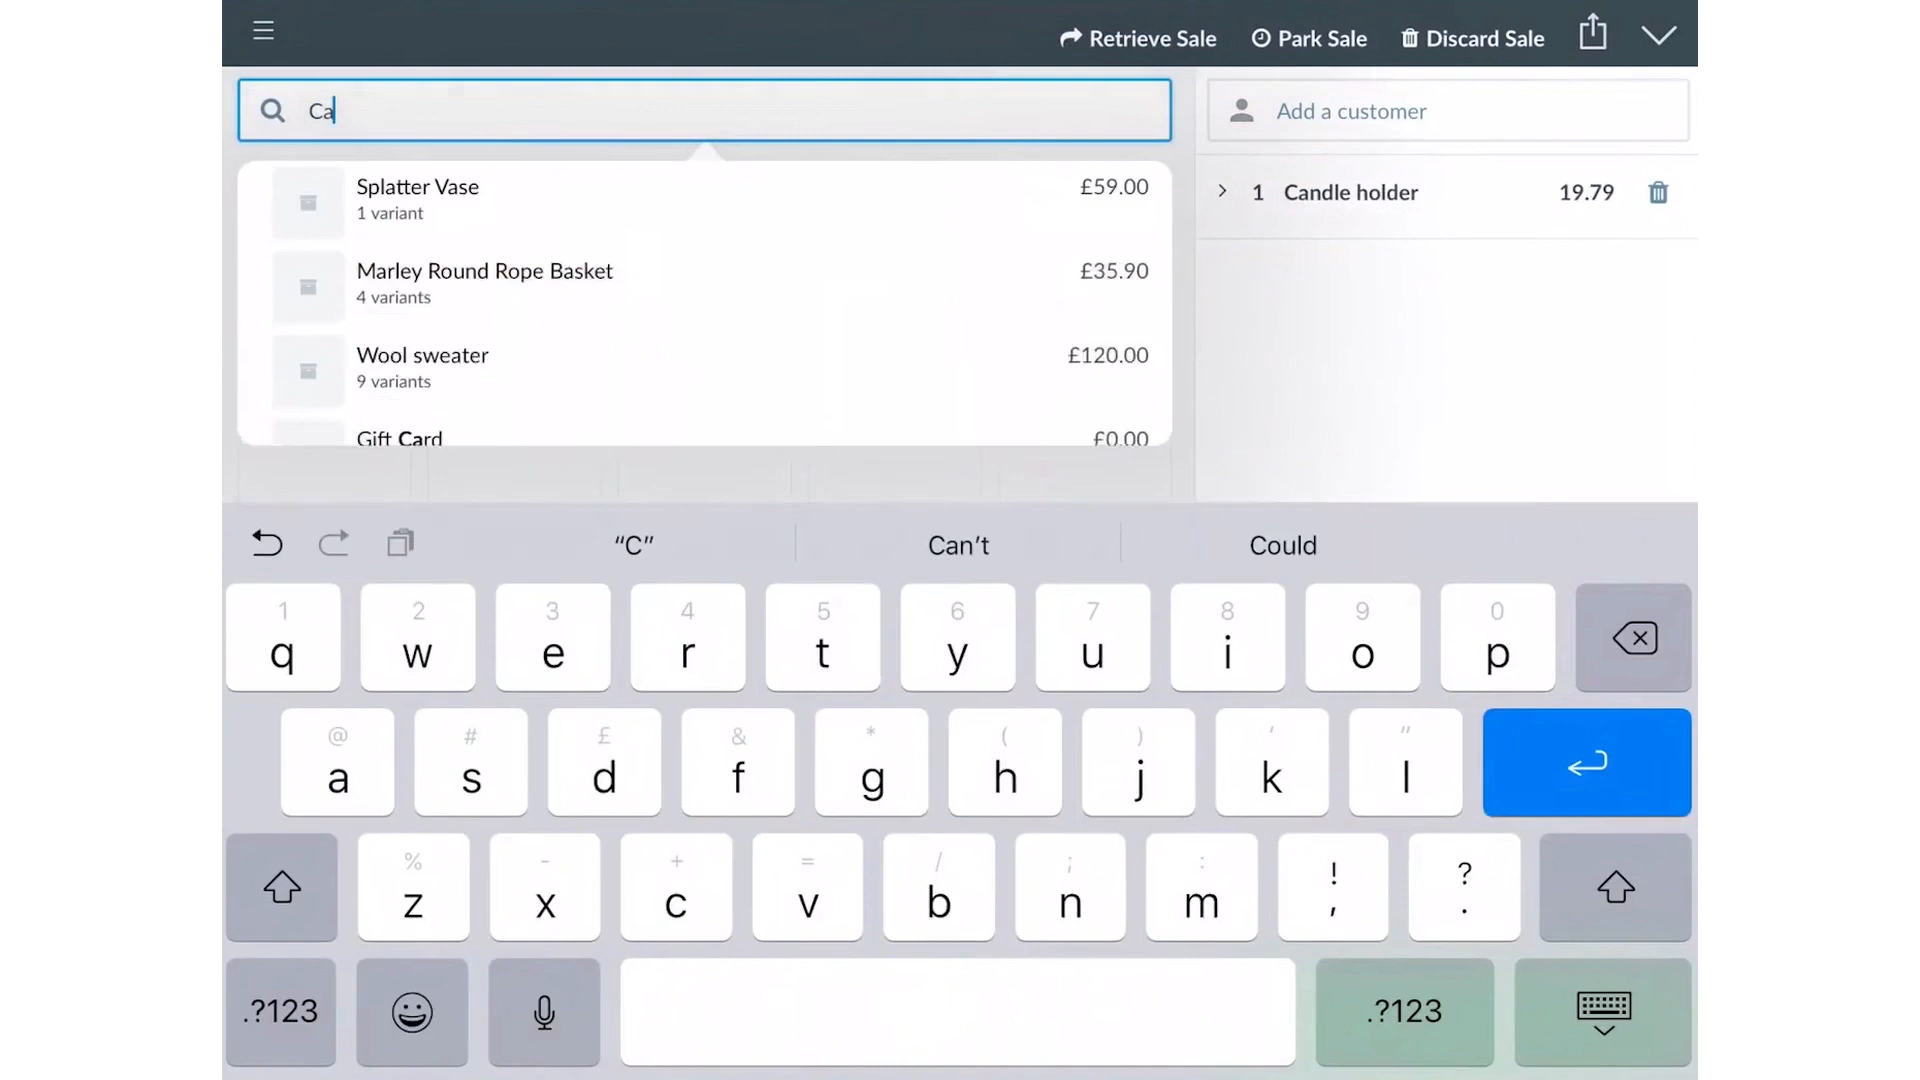 Retrieve Sale Park Sale Discard Sale
Ca
Add a customer
Splatter Vase £59.00
1 variant
1 Candle holder 19.79
Marley Round Rope Basket £35.90
4 variants
Wool sweater £120.00
9 variants
Gift Card £0.00
“C” Can’t Could
1 2 3 4 5 6 7 8 9 0
q w e r t y u i o p
@ # £ & * ( ) ' "
a s d f g h j k l
% - + = / ; : ! ?
z x c v b n m , .
.?123 .?123